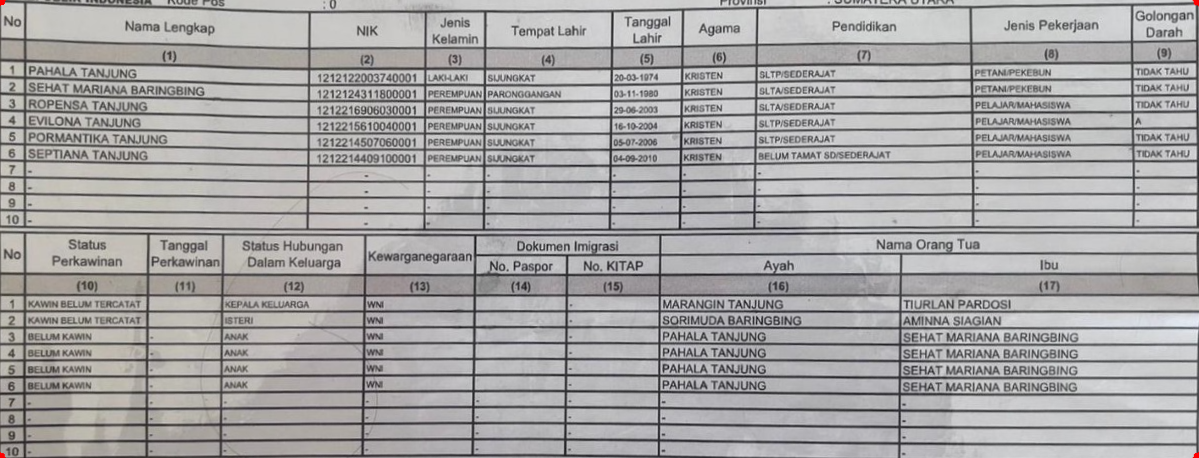 INDONESIA Kode Pos : 0 Provinsi : SUMATERA UTARA
No Nama Lengkap NIK Jenis Kelamin Tempat Lahir Tanggal Lahir Agama Pendidikan Jenis Pekerjaan Golongan Darah
(1) (2) (3) (4) (5) (6) (7) (8) (9)
1 PAHALA TANJUNG 1212122003740001 LAKI-LAKI SIJUNGKAT 20-03-1974 KRISTEN SLTP/SEDERAJAT PETANI/PEKEBUN TIDAK TAHU
2 SEHAT MARIANA BARINGBING 1212124311800001 PEREMPUAN PARONGGANGAN 03-11-1980 KRISTEN SLTA/SEDERAJAT PETANI/PEKEBUN TIDAK TAHU
3 ROPENSA TANJUNG 1212216906030001 PEREMPUAN SIJUNGKAT 29-06-2003 KRISTEN SLTA/SEDERAJAT PELAJAR/MAHASISWA TIDAK TAHU
4 EVILONA TANJUNG 1212215610040001 PEREMPUAN SIJUNGKAT 16-10-2004 KRISTEN SLTP/SEDERAJAT PELAJAR/MAHASISWA A
5 PORMANTIKA TANJUNG 1212214507060001 PEREMPUAN SIJUNGKAT 05-07-2006 KRISTEN SLTP/SEDERAJAT PELAJAR/MAHASISWA TIDAK TAHU
6 SEPTIANA TANJUNG 1212214409100001 PEREMPUAN SIJUNGKAT 04-09-2010 KRISTEN BELUM TAMAT SD/SEDERAJAT PELAJAR/MAHASISWA TIDAK TAHU
7 - - - - - - - -
8 - - - - - - - -
9 - - - - - - - -
10 - - - - - - - -
No Status Perkawinan Tanggal Perkawinan Status Hubungan Dalam Keluarga Kewarganegaraan Dokumen Imigrasi Nama Orang Tua
No. Paspor No. KITAP Ayah Ibu
(10) (11) (12) (13) (14) (15) (16) (17)
1 KAWIN BELUM TERCATAT KEPALA KELUARGA WNI - MARANGIN TANJUNG TIURLAN PARDOSI
2 KAWIN BELUM TERCATAT ISTERI WNI - SORIMUDA BARINGBING AMINNA SIAGIAN
3 BELUM KAWIN - ANAK WNI - PAHALA TANJUNG SEHAT MARIANA BARINGBING
4 BELUM KAWIN - ANAK WNI - PAHALA TANJUNG SEHAT MARIANA BARINGBING
5 BELUM KAWIN - ANAK WNI - PAHALA TANJUNG SEHAT MARIANA BARINGBING
6 BELUM KAWIN - ANAK WNI - PAHALA TANJUNG SEHAT MARIANA BARINGBING
7 - - - - - - - -
8 - - - - - - - -
9 - - - - - - - -
10 - - - - - - - -